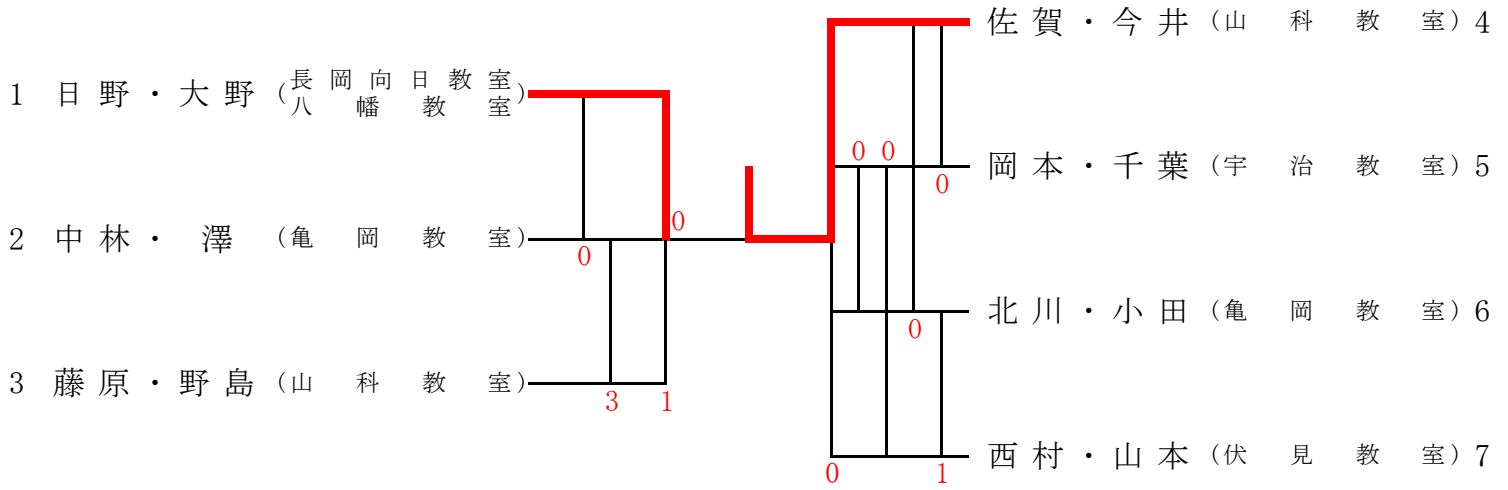 1 日野・大野 (長岡向日教室
八幡教室)
2 中林・澤 (亀岡教室)
3 藤原・野島 (山科教室)
0
0
3 1
佐賀・今井 (山科教室) 4
0 0
岡本・千葉 (宇治教室) 5
0
北川・小田 (亀岡教室) 6
0
西村・山本 (伏見教室) 7
0 1